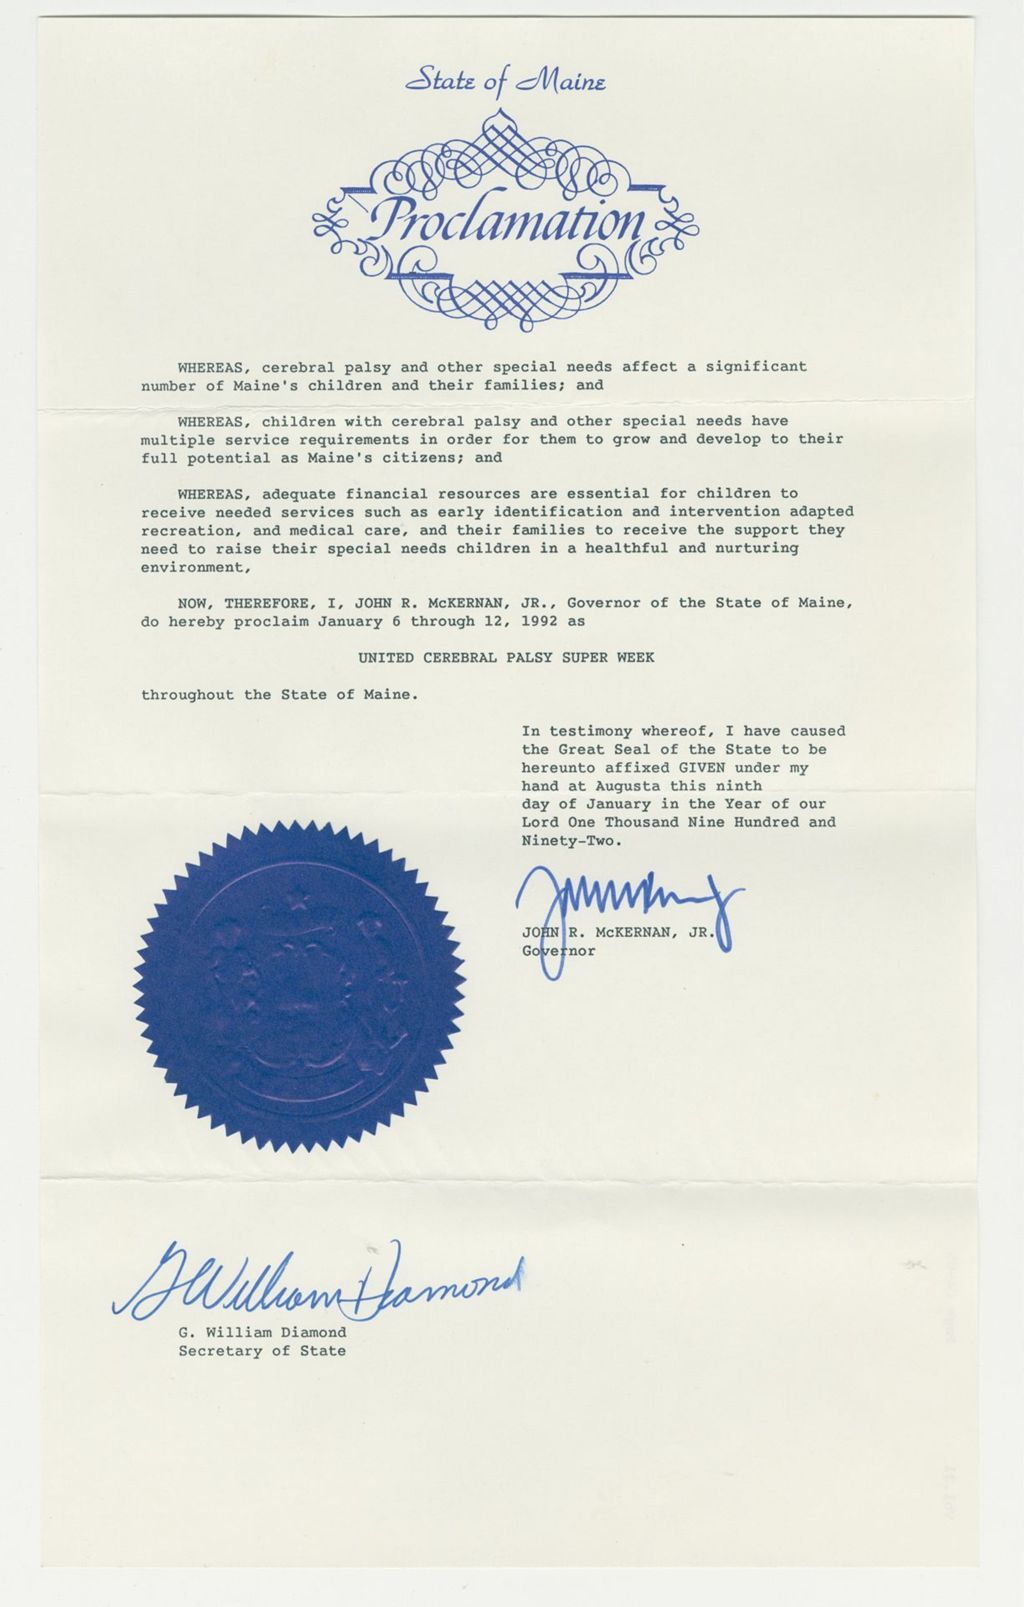 State of Maine
Proclamation
WHEREAS, cerebral palsy and other special needs affect a significant
number of Maine's children and their families; and
WHEREAS, children with cerebral palsy and other special needs have
multiple service requirements in order for them to grow and develop to their
full potential as Maine's citizens; and
WHEREAS, adequate financial resources are essential for children to
receive needed services such as early identification and intervention adapted
recreation, and medical care, and their families to receive the support they
need to raise their special needs children in a healthful and nurturing
environment,
NOW, THEREFORE, I, JOHN R. McKERNAN, JR., Governor of the State of Maine,
do hereby proclaim January 6 through 12, 1992 as
UNITED CEREBRAL PALSY SUPER WEEK
throughout the State of Maine.
In testimony whereof, I have caused
the Great Seal of the State to be
hereunto affixed GIVEN under my
hand at Augusta this ninth
day of January in the Year of our
Lord One Thousand Nine Hundred and
Ninety-Two.
JOHN R. McKERNAN, JR.
Governor
G William Diamond
G. William Diamond
Secretary of State